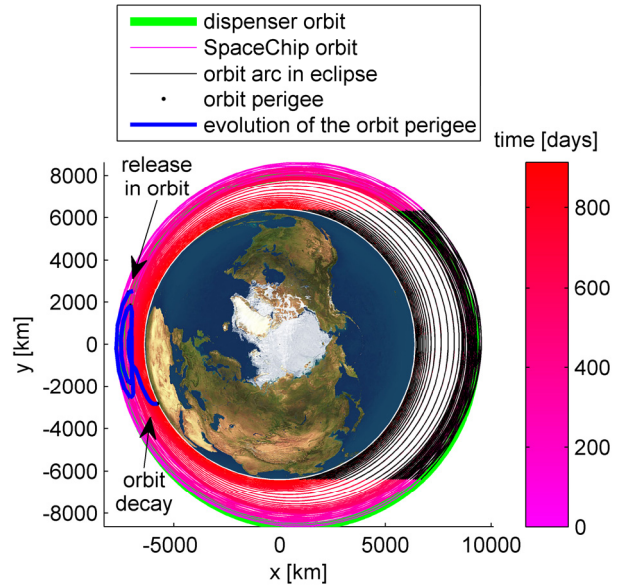 dispenser orbit
SpaceChip orbit
orbit arc in eclipse
orbit perigee
evolution of the orbit perigee
time [days]
release
in orbit
8000
6000
4000
2000
0
-2000
-4000
-6000
-8000
y [km]
orbit
decay
-5000
0
5000
10000
x [km]
800
600
400
200
0